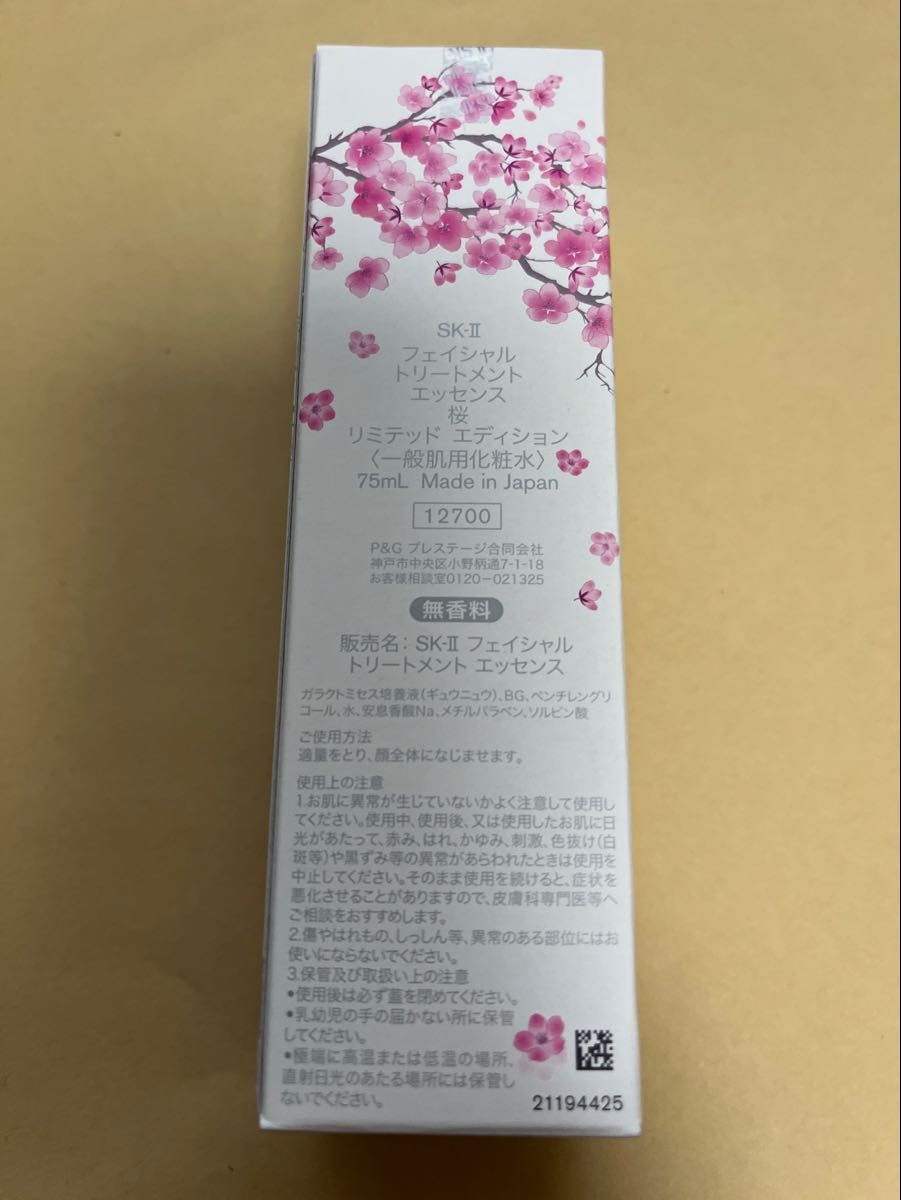 SK-II
フェイシャル
トリートメント
エッセンス
桜
リミテッド エディション
〈一般肌用化粧水〉
75mL Made in Japan
12700
P&G プレステージ合同会社
神戸市中央区小野柄通7-1-18
お客様相談室0120-021325
無香料
販売名: SK-II フェイシャル
トリートメント エッセンス
ガラクトミセス培養液(ギュウニュウ)、BG、ペンチレングリ
コール、水、安息香酸Na、メチルパラベン、ソルビン酸
ご使用方法
適量をとり、顔全体になじませます。
使用上の注意
1.お肌に異常が生じていないかよく注意して使用し
てください。使用中、使用後、又は使用したお肌に日
光があたって、赤み、はれ、かゆみ、刺激、色抜け(白
斑等)や黒ずみ等の異常があらわれたときは使用を
中止してください。そのまま使用を続けると、症状を
悪化させることがありますので、皮膚科専門医等へ
ご相談をおすすめします。
2.傷やはれもの、しっしん等、異常のある部位にはお
使いにならないでください。
3.保管及び取扱い上の注意
•使用後は必ず蓋を閉めてください。
•乳幼児の手の届かない所に保管
してください。
•極端に高温または低温の場所、
直射日光のあたる場所には保管し
ないでください。
21194425